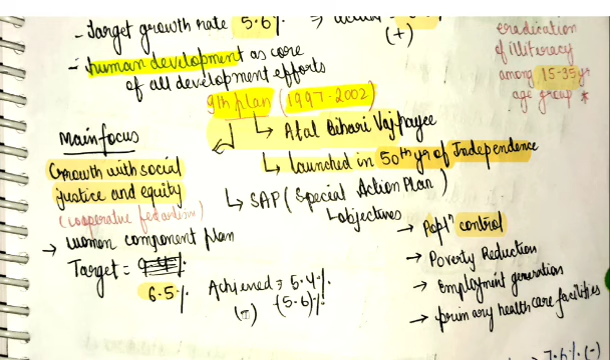 - Target growth rate 5.6% ⇒
(+)
- human development as core
of all development efforts
eradication
of illiteracy
among 15-35 yr
age group *
9th plan (1997-2002)
↳ Atal Bihari Vajpayee
↳ launched in 50th yr of Independence
Main focus
Growth with social
justice and equity
(cooperative federalism)
→ women component plan
Target =
6.5%
↳ SAP (Special Action Plan)
↳ objectives
→ Popln control
→ Poverty Reduction
→ Employment generation
→ primary health care facilities
Achieved = 5.4%.
(5.6)%
7.6% (-)